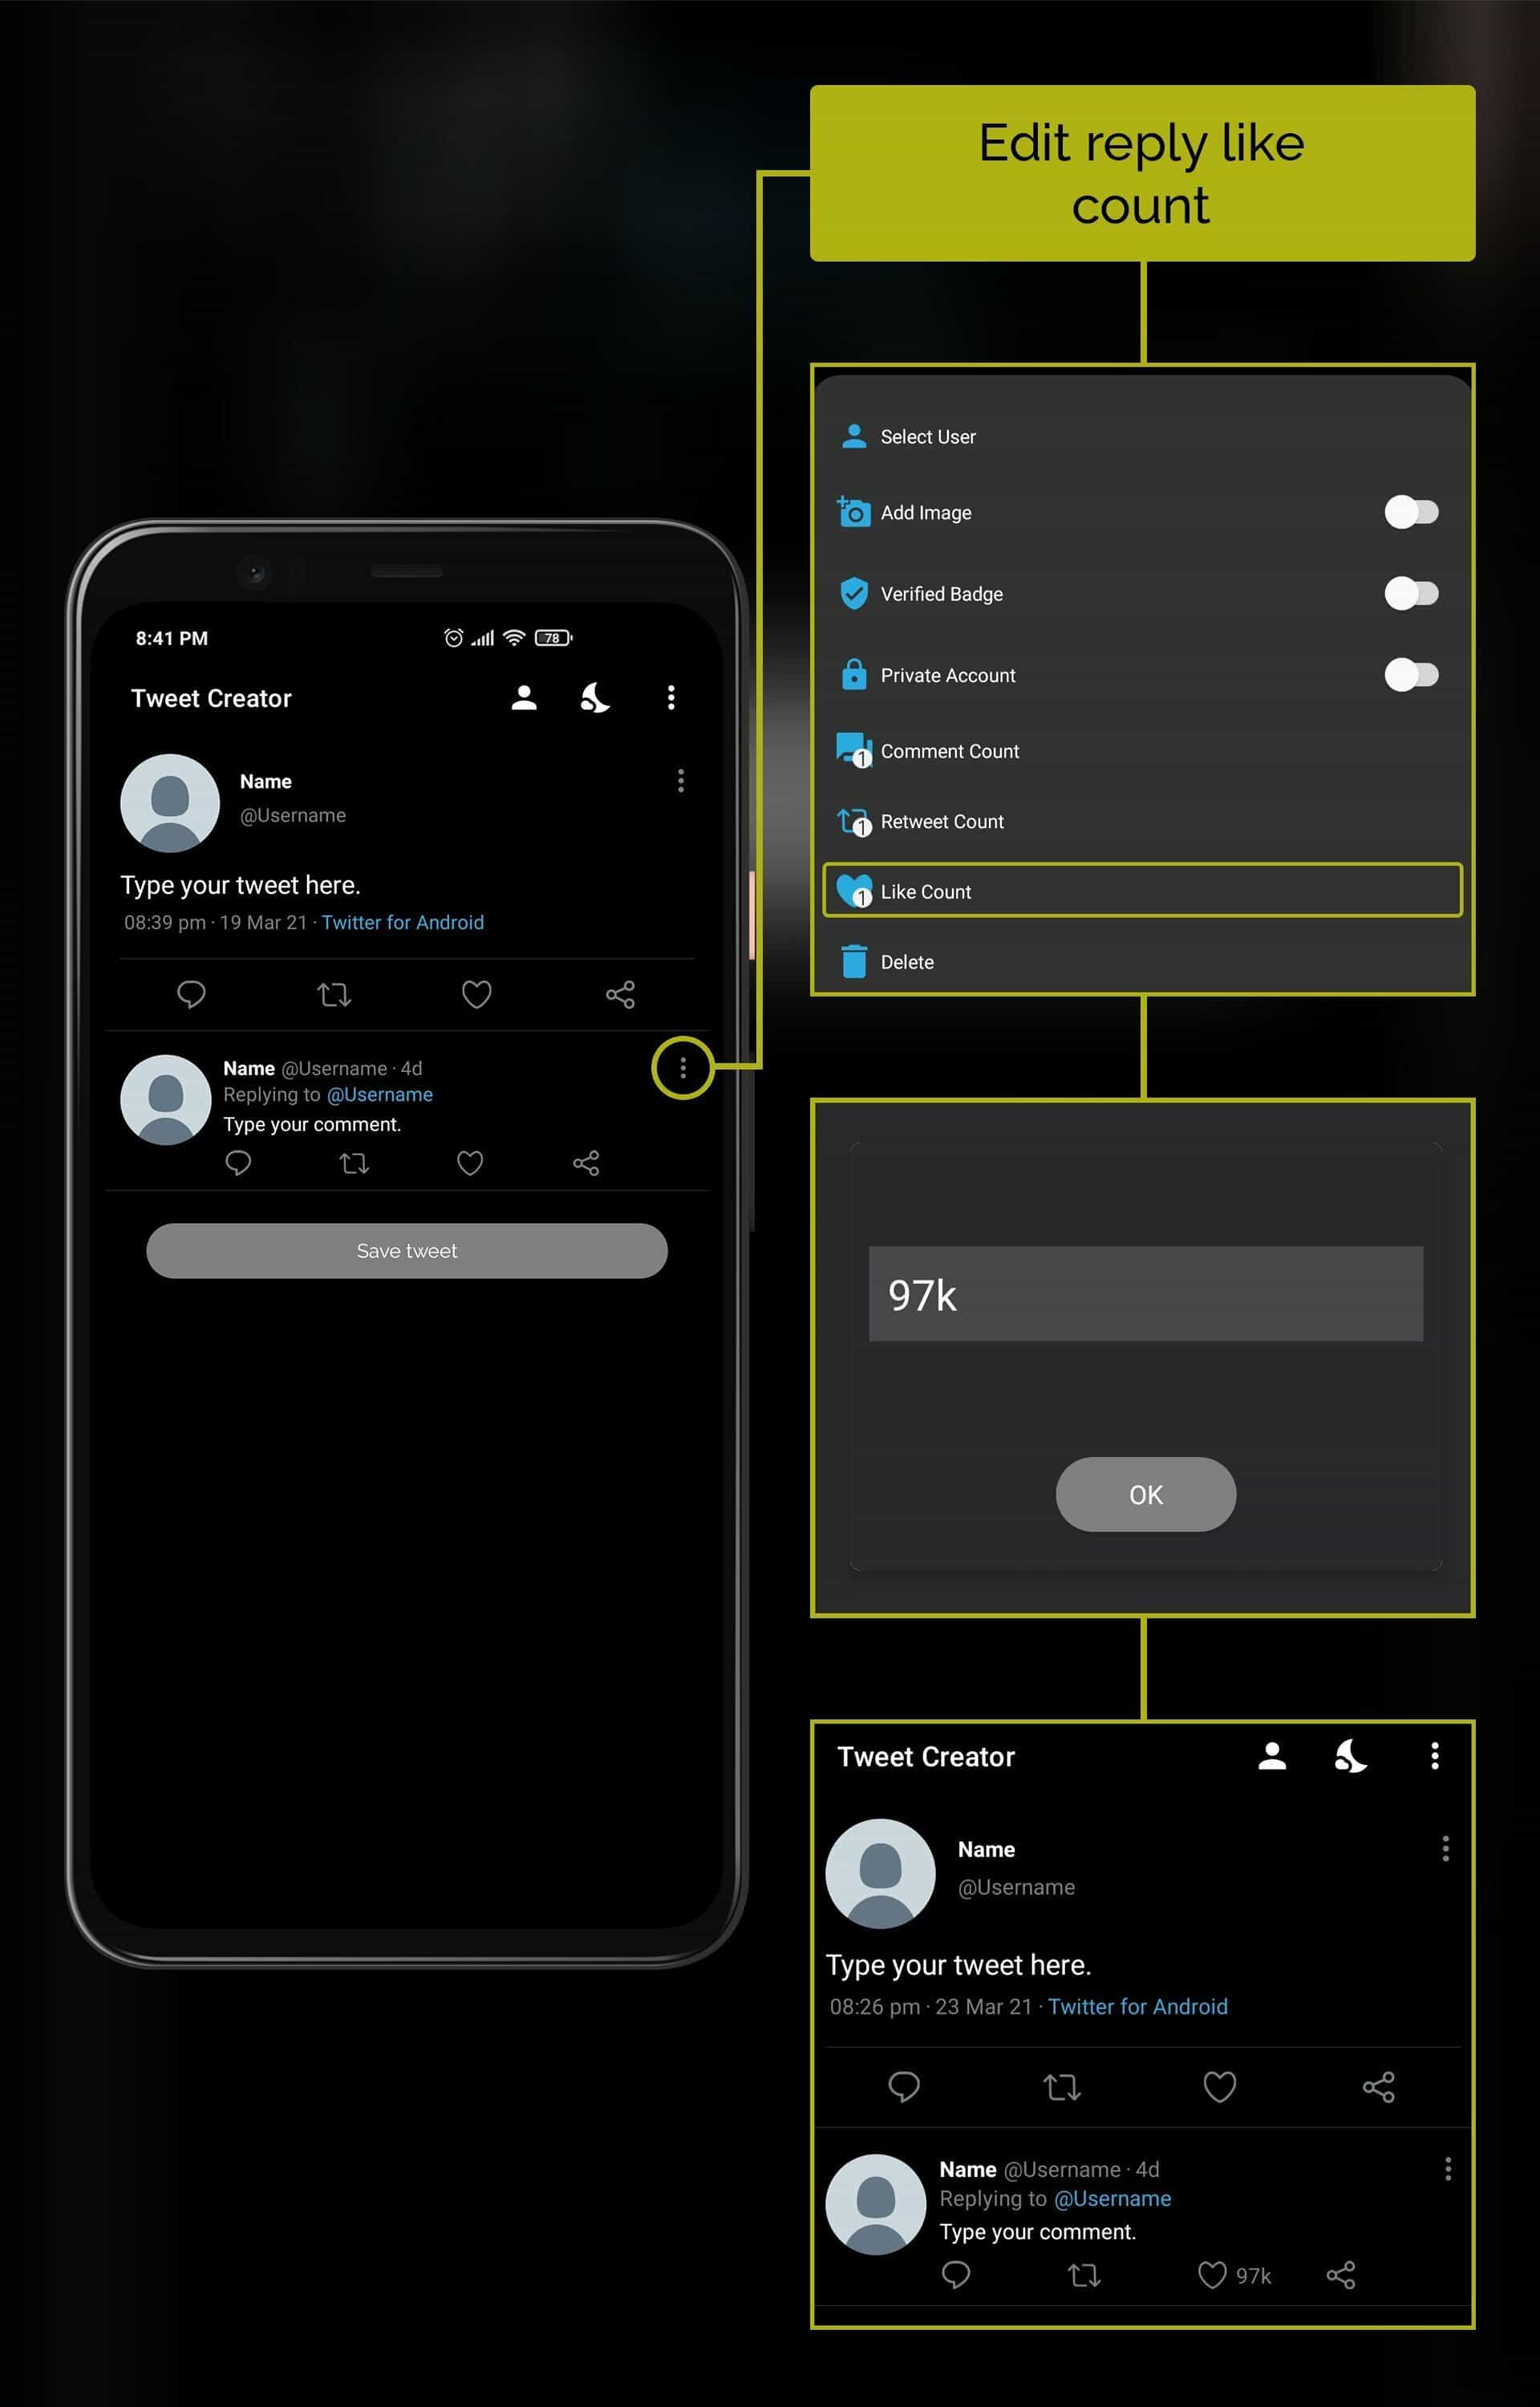 Edit reply like
count
Select User
Add Image
Verified Badge
Private Account
1 Comment Count
1 Retweet Count
1 Like Count
Delete
8:41 PM 78
Tweet Creator
Name
@Username
Type your tweet here.
08:39 pm · 19 Mar 21 · Twitter for Android
Name @Username · 4d
Replying to @Username
Type your comment.
Save tweet
97k
OK
Tweet Creator
Name
@Username
Type your tweet here.
08:26 pm · 23 Mar 21 · Twitter for Android
Name @Username · 4d
Replying to @Username
Type your comment.
97k